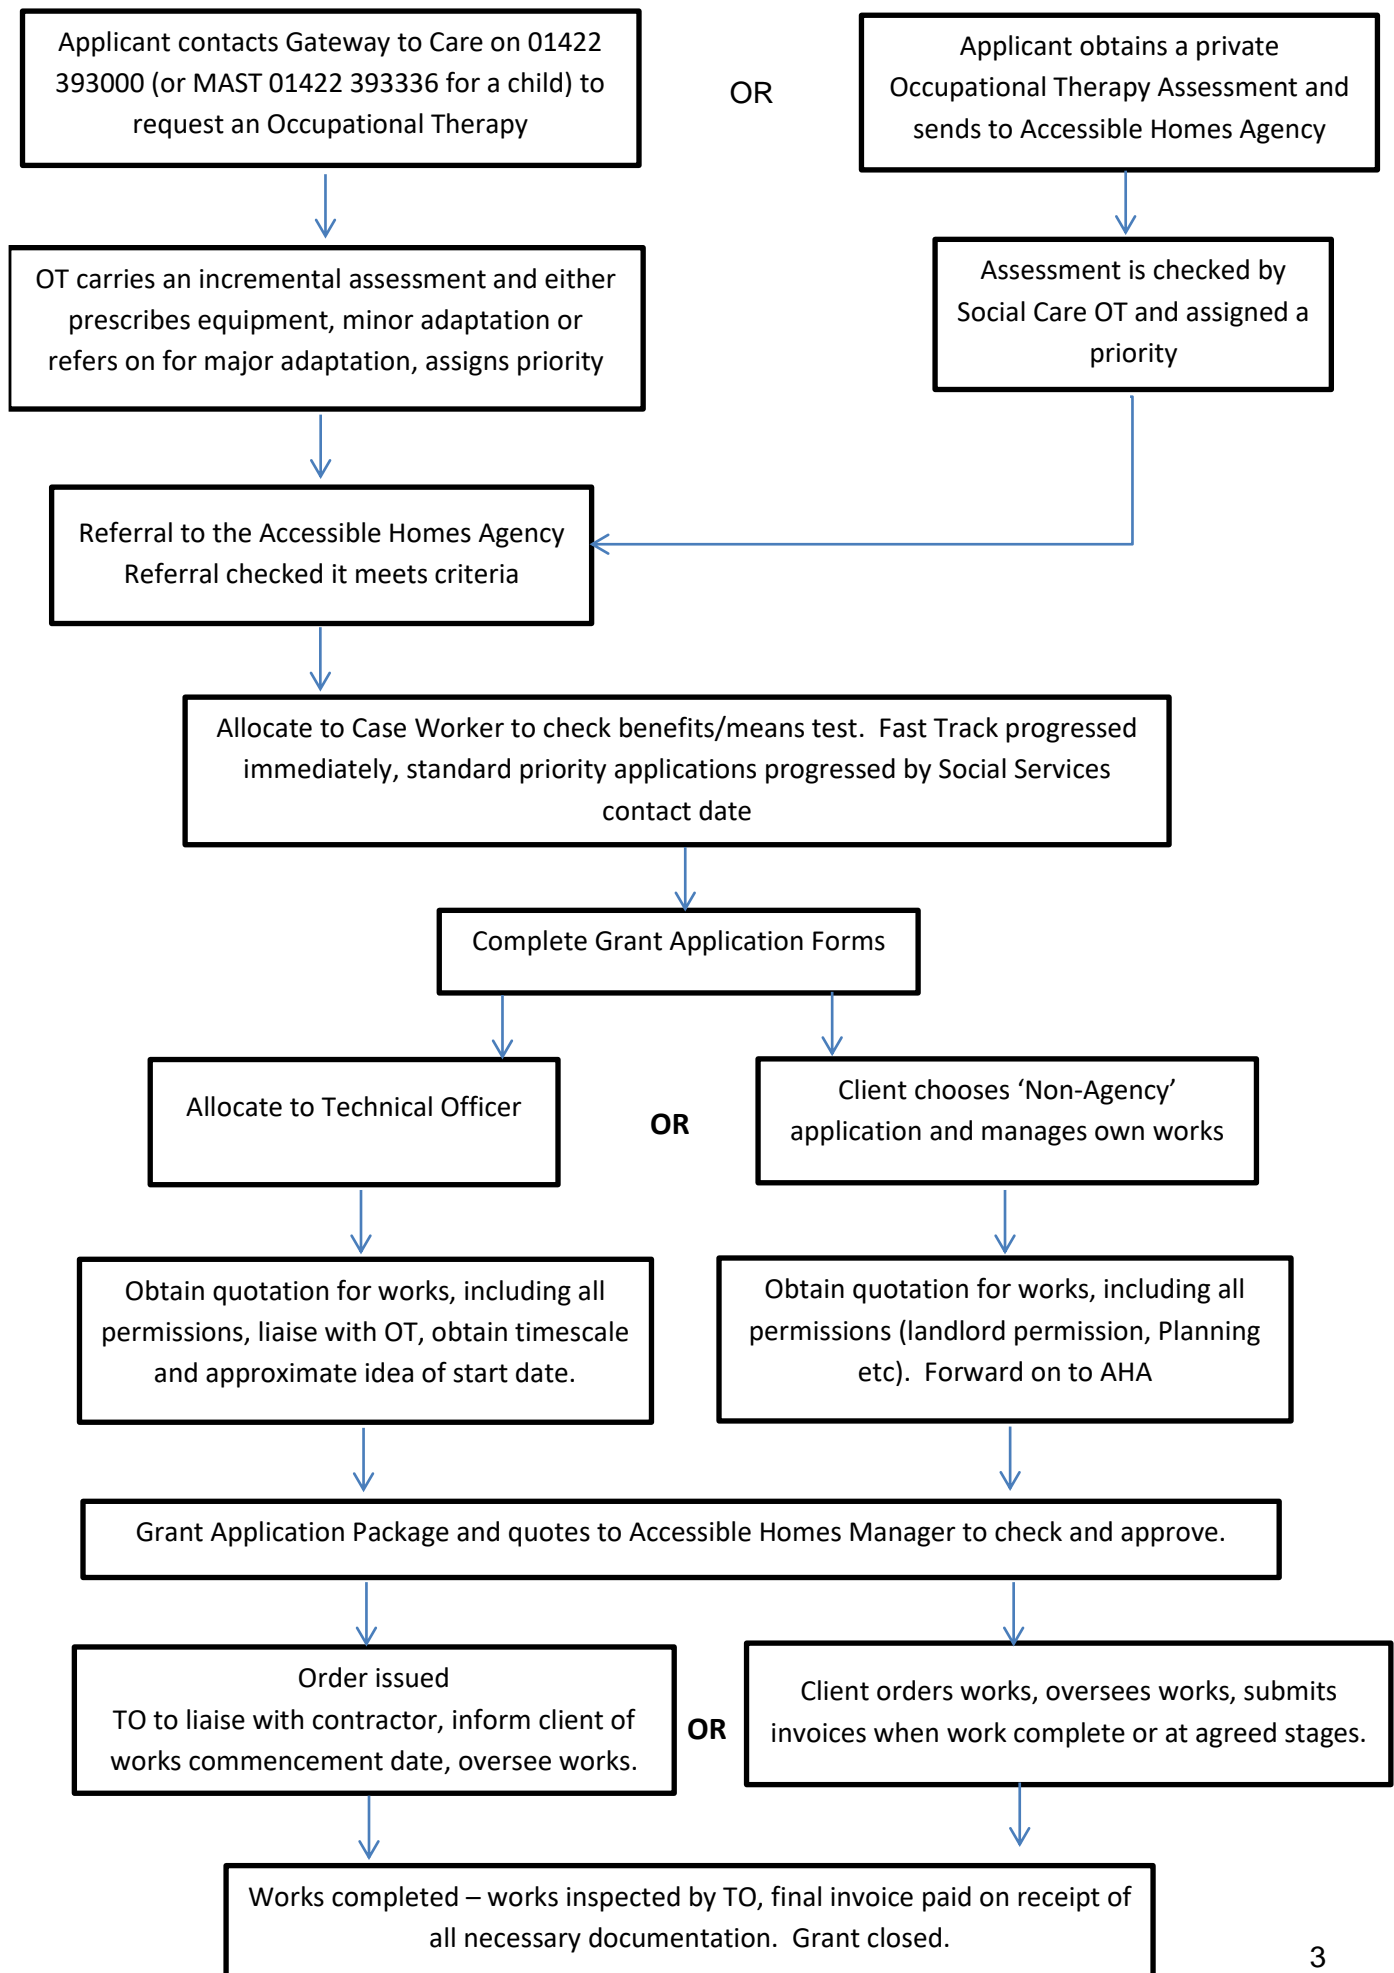 Applicant contacts Gateway to Care on 01422
393000 (or MAST 01422 393336 for a child) to
request an Occupational Therapy
OR
Applicant obtains a private
Occupational Therapy Assessment and
sends to Accessible Homes Agency
OT carries an incremental assessment and either
prescribes equipment, minor adaptation or
refers on for major adaptation, assigns priority
Assessment is checked by
Social Care OT and assigned a
priority
Referral to the Accessible Homes Agency
Referral checked it meets criteria
Allocate to Case Worker to check benefits/means test.  Fast Track progressed
immediately, standard priority applications progressed by Social Services
contact date
Complete Grant Application Forms
Allocate to Technical Officer
OR
Client chooses ‘Non-Agency’
application and manages own works
Obtain quotation for works, including all
permissions, liaise with OT, obtain timescale
and approximate idea of start date.
Obtain quotation for works, including all
permissions (landlord permission, Planning
etc).  Forward on to AHA
Grant Application Package and quotes to Accessible Homes Manager to check and approve.
Order issued
TO to liaise with contractor, inform client of
works commencement date, oversee works.
OR
Client orders works, oversees works, submits
invoices when work complete or at agreed stages.
Works completed – works inspected by TO, final invoice paid on receipt of
all necessary documentation.  Grant closed.
3